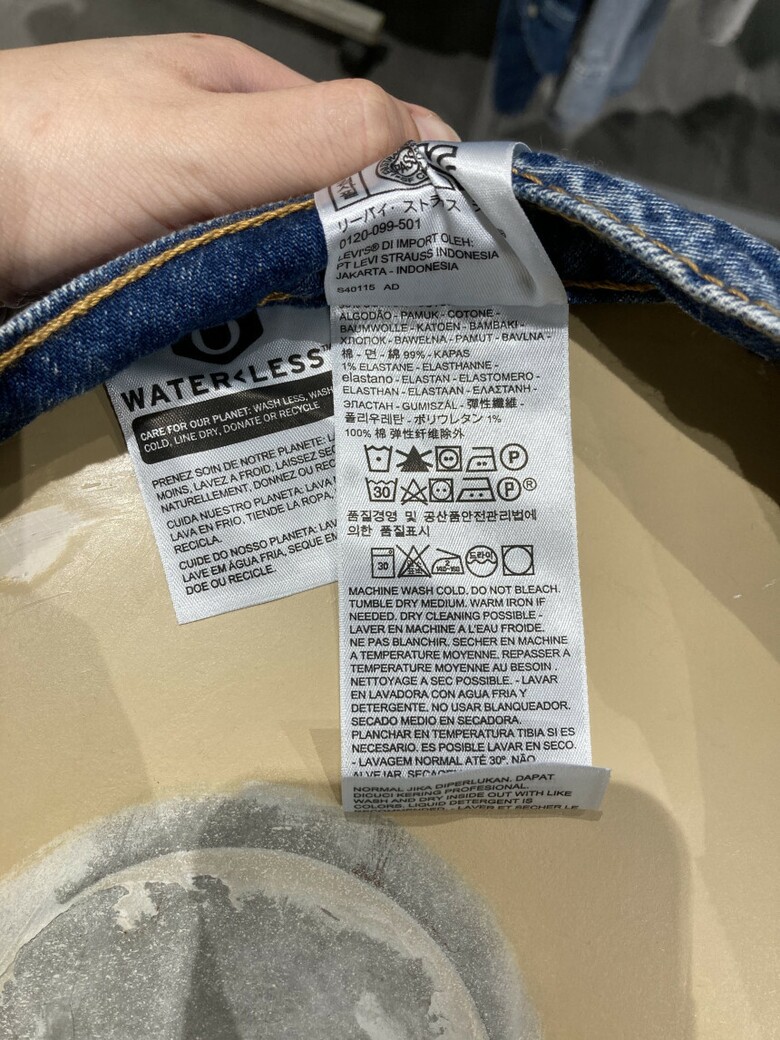 リーバイ・ストラス
0120-099-501
LEVI'S® DI IMPORT OLEH:
PT LEVI STRAUSS INDONESIA
JAKARTA - INDONESIA
S40115 AD
ALGODÃO - PAMUK - COTONE -
BAUMWOLLE - KATOEN - BAMBAKI -
ХЛОПОК - BAWEŁNA - PAMUT - BAVLNA -
棉 - 면 - 綿 99% - KAPAS
1% ELASTANE - ELASTHANNE -
elastano - ELASTAN - ELASTOMERO -
ELASTHAN - ELASTAAN - ΕΛΑΣΤΑΝΗ -
ЭЛАСТАН - GUMISZÁL - 彈性纖維 -
폴리우레탄 - ポリウレタン 1%
100% 棉 弹性纤维除外
P
30 P®
품질경영 및 공산품안전관리법에
의한 품질표시
30 드라이
MACHINE WASH COLD. DO NOT BLEACH.
TUMBLE DRY MEDIUM. WARM IRON IF
NEEDED. DRY CLEANING POSSIBLE -
LAVER EN MACHINE A L'EAU FROIDE.
NE PAS BLANCHIR. SECHER EN MACHINE
A TEMPERATURE MOYENNE. REPASSER A
TEMPERATURE MOYENNE AU BESOIN .
NETTOYAGE A SEC POSSIBLE. - LAVAR
EN LAVADORA CON AGUA FRIA Y
DETERGENTE. NO USAR BLANQUEADOR.
SECADO MEDIO EN SECADORA.
PLANCHAR EN TEMPERATURA TIBIA SI ES
NECESARIO. ES POSIBLE LAVAR EN SECO.
- LAVAGEM NORMAL ATÉ 30º. NÃO
NORMAL JIKA DIPERLUKAN. DAPAT
DICUCI KERING PROFESIONAL.
WASH AND DRY INSIDE OUT WITH LIKE
COLORS. LIQUID DETERGENT IS
WATER<LESS™
CARE FOR OUR PLANET: WASH LESS, WASH
COLD, LINE DRY, DONATE OR RECYCLE
PRENEZ SOIN DE NOTRE PLANETE:
MOINS, LAVEZ A FROID, LAISSEZ
NATURELLEMENT, DONNEZ OU
CUIDA NUESTRO PLANETA: LAVA
LAVA EN FRIO, TIENDE LA ROPA,
RECICLA.
CUIDE DO NOSSO PLANETA:
LAVE EM ÁGUA FRIA, SEQUE
DOE OU RECICLE.